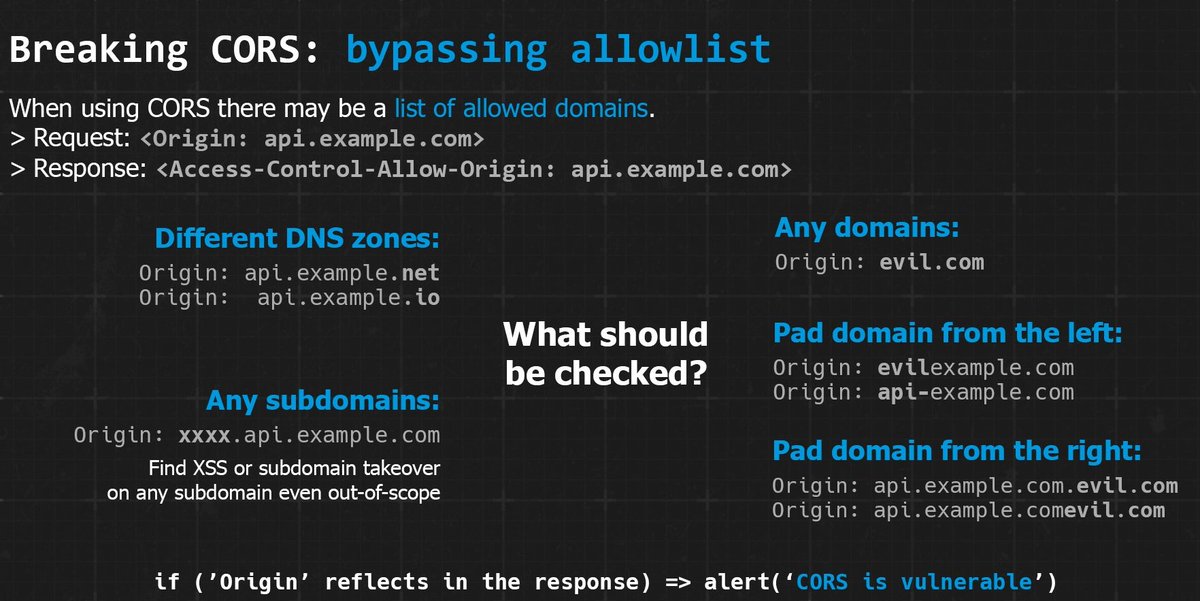 Breaking CORS: bypassing allowlist
When using CORS there may be a list of allowed domains.
> Request: <Origin: api.example.com>
> Response: <Access-Control-Allow-Origin: api.example.com>
Different DNS zones:
Origin: api.example.net
Origin:  api.example.io
Any subdomains:
Origin: xxxx.api.example.com
Find XSS or subdomain takeover
on any subdomain even out-of-scope
What should
be checked?
Any domains:
Origin: evil.com
Pad domain from the left:
Origin: evilexample.com
Origin: api-example.com
Pad domain from the right:
Origin: api.example.com.evil.com
Origin: api.example.comevil.com
if (’Origin’ reflects in the response) => alert(‘CORS is vulnerable’)